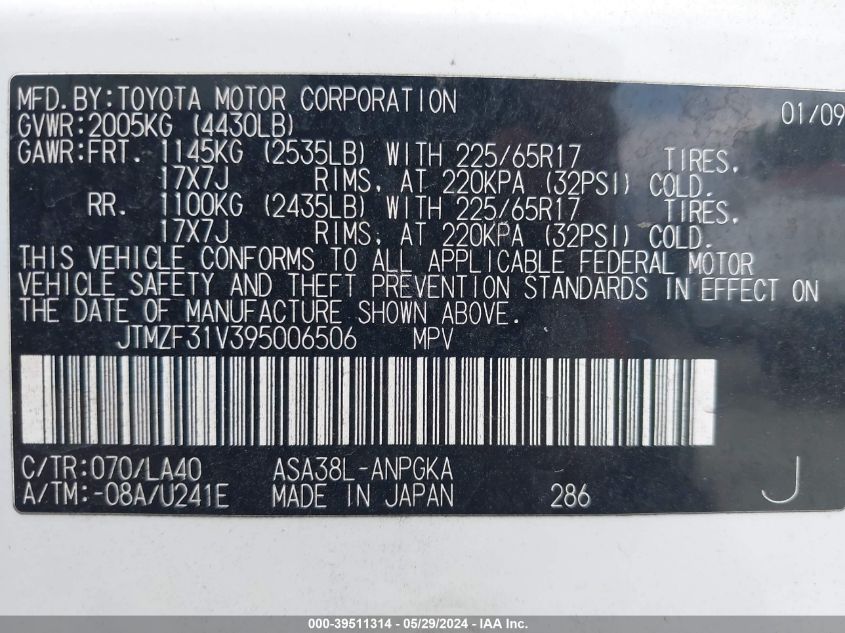 MFD.BY:TOYOTA MOTOR CORPORATION 01/09
GVWR:2005KG (4430LB)
GAWR:FRT. 1145KG (2535LB) WITH 225/65R17 TIRES,
17X7J RIMS, AT 220KPA (32PSI) COLD.
RR. 1100KG (2435LB) WITH 225/65R17 TIRES,
17X7J RIMS, AT 220KPA (32PSI) COLD.
THIS VEHICLE CONFORMS TO ALL APPLICABLE FEDERAL MOTOR
VEHICLE SAFETY AND THEFT PREVENTION STANDARDS IN EFFECT ON
THE DATE OF MANUFACTURE SHOWN ABOVE.
JTMZF31V395006506 MPV
C/TR:070/LA40 ASA38L-ANPGKA
A/TM:-08A/U241E MADE IN JAPAN 286 J
000-39511314 - 05/29/2024 - IAA Inc.